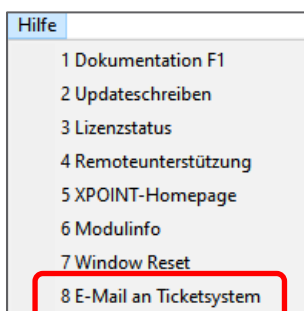 Hilfe
1 Dokumentation F1
2 Updateschreiben
3 Lizenzstatus
4 Remoteunterstützung
5 XPOINT-Homepage
6 Modulinfo
7 Window Reset
8 E-Mail an Ticketsystem